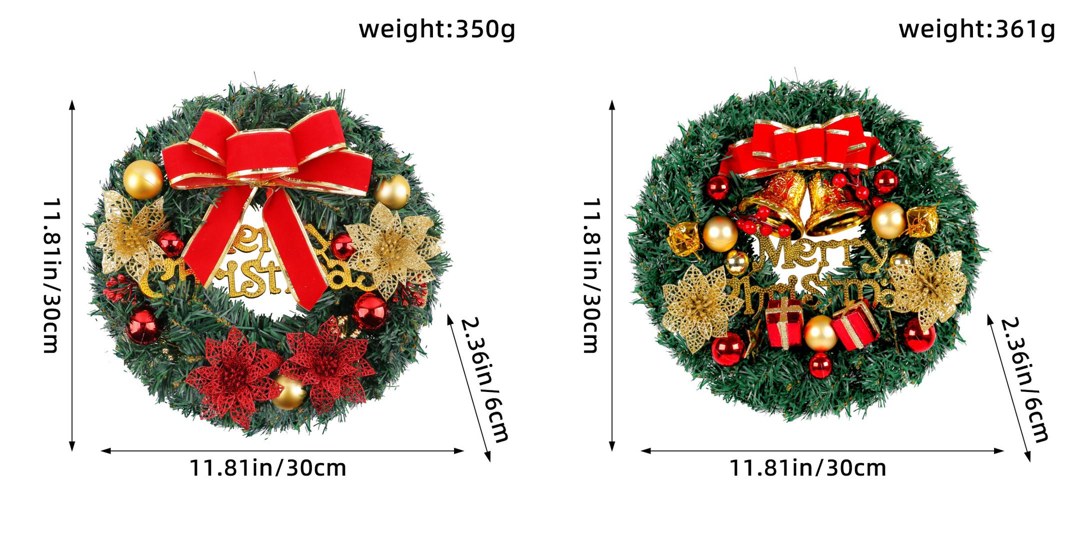 weight:350g
11.81in/30cm
Merry
Christmas
2.36in/6cm
11.81in/30cm
weight:361g
11.81in/30cm
Merry
Christmas
2.36in/6cm
11.81in/30cm